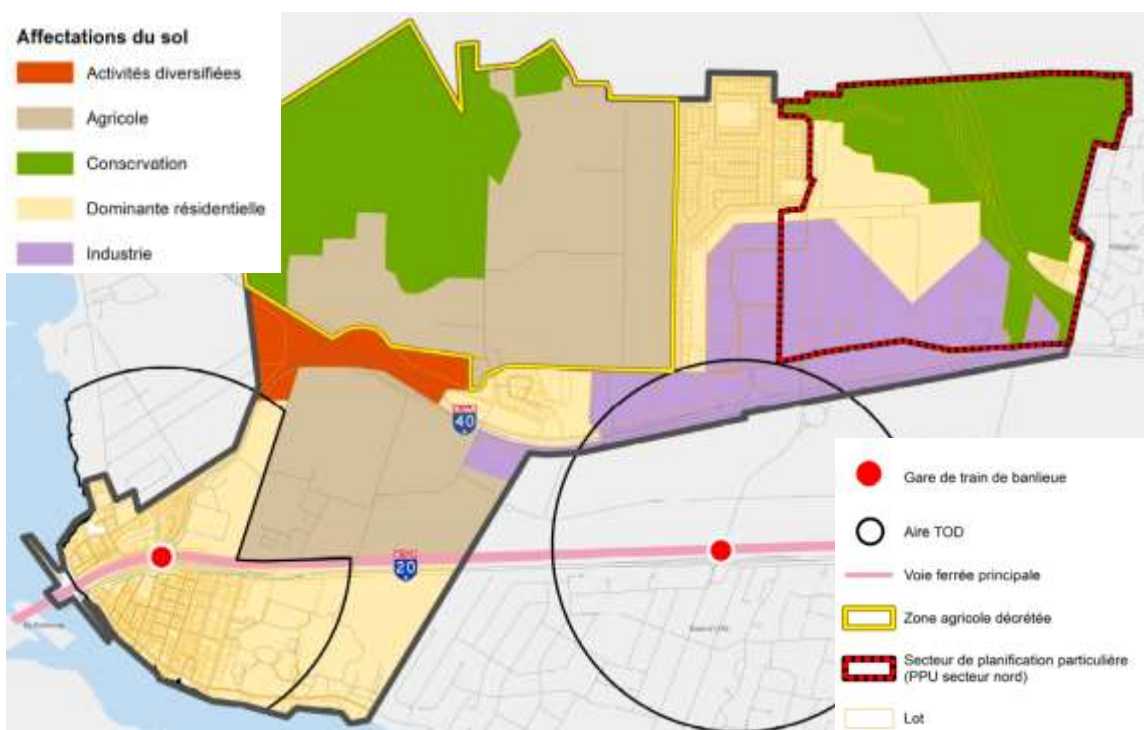 Affectations du sol
Activités diversifiées
Agricole
Conscrvation
Dominante résidentielle
Industrie
40
20
Gare de train de banlieue
Aire TOD
Voie ferrée principale
Zone agricole décrétée
Secteur de planification particulière
(PPU secteur nord)
Lot